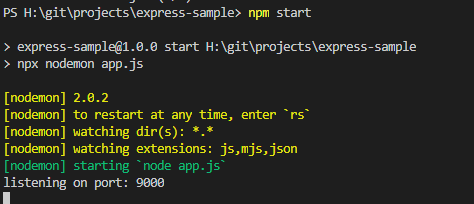 PS H:\git\projects\express-sample> npm start
> express-sample@1.0.0 start H:\git\projects\express-sample
> npx nodemon app.js
[nodemon] 2.0.2
[nodemon] to restart at any time, enter `rs`
[nodemon] watching dir(s): *.*
[nodemon] watching extensions: js,mjs,json
[nodemon] starting `node app.js`
listening on port: 9000